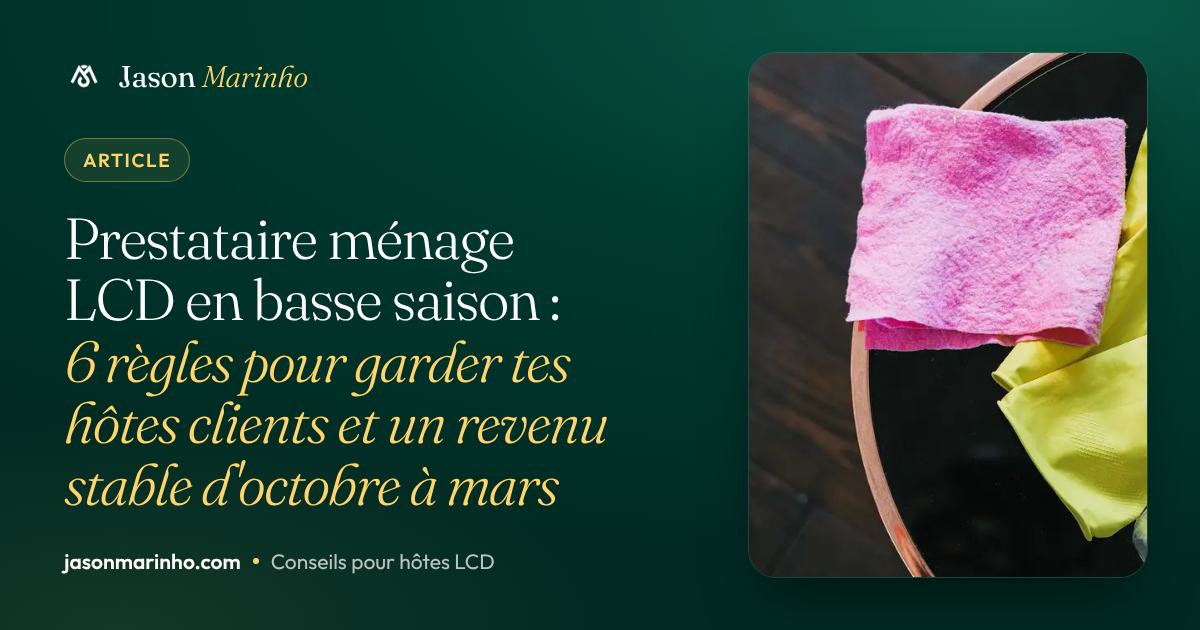 Jason Marinho
ARTICLE
Prestataire ménage
LCD en basse saison :
6 règles pour garder tes
hôtes clients et un revenu
stable d'octobre à mars
jasonmarinho.com • Conseils pour hôtes LCD